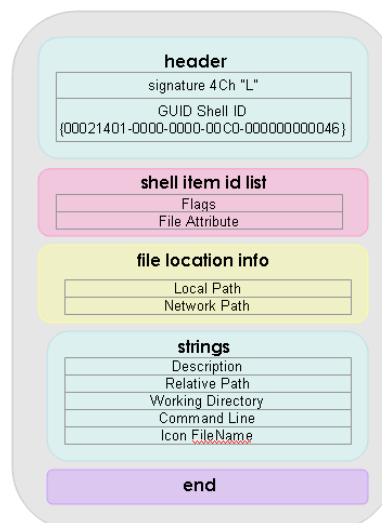 header
signature 4Ch "L"
GUID Shell ID
{00021401-0000-0000-00C0-000000000046}
shell item id list
Flags
File Attribute
file location info
Local Path
Network Path
strings
Description
Relative Path
Working Directory
Command Line
Icon FileName
end